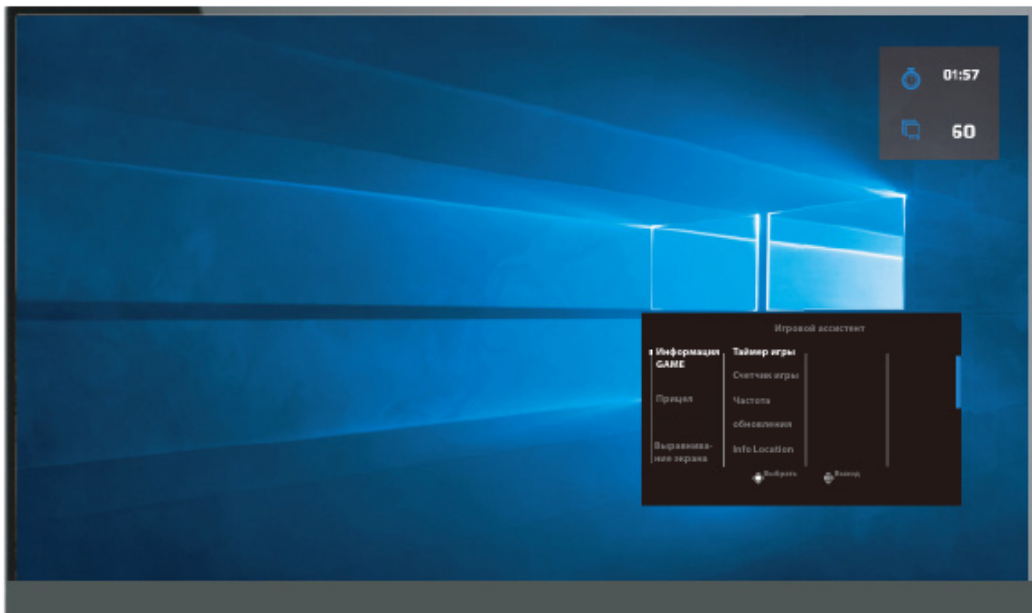 01:57
60
Игровой ассистент
Информация
GAME
Прицел
Выравнива-
ние экрана
Таймер игры
Счетчик игры
Частота
обновления
Info Location
Выбрать
Выход